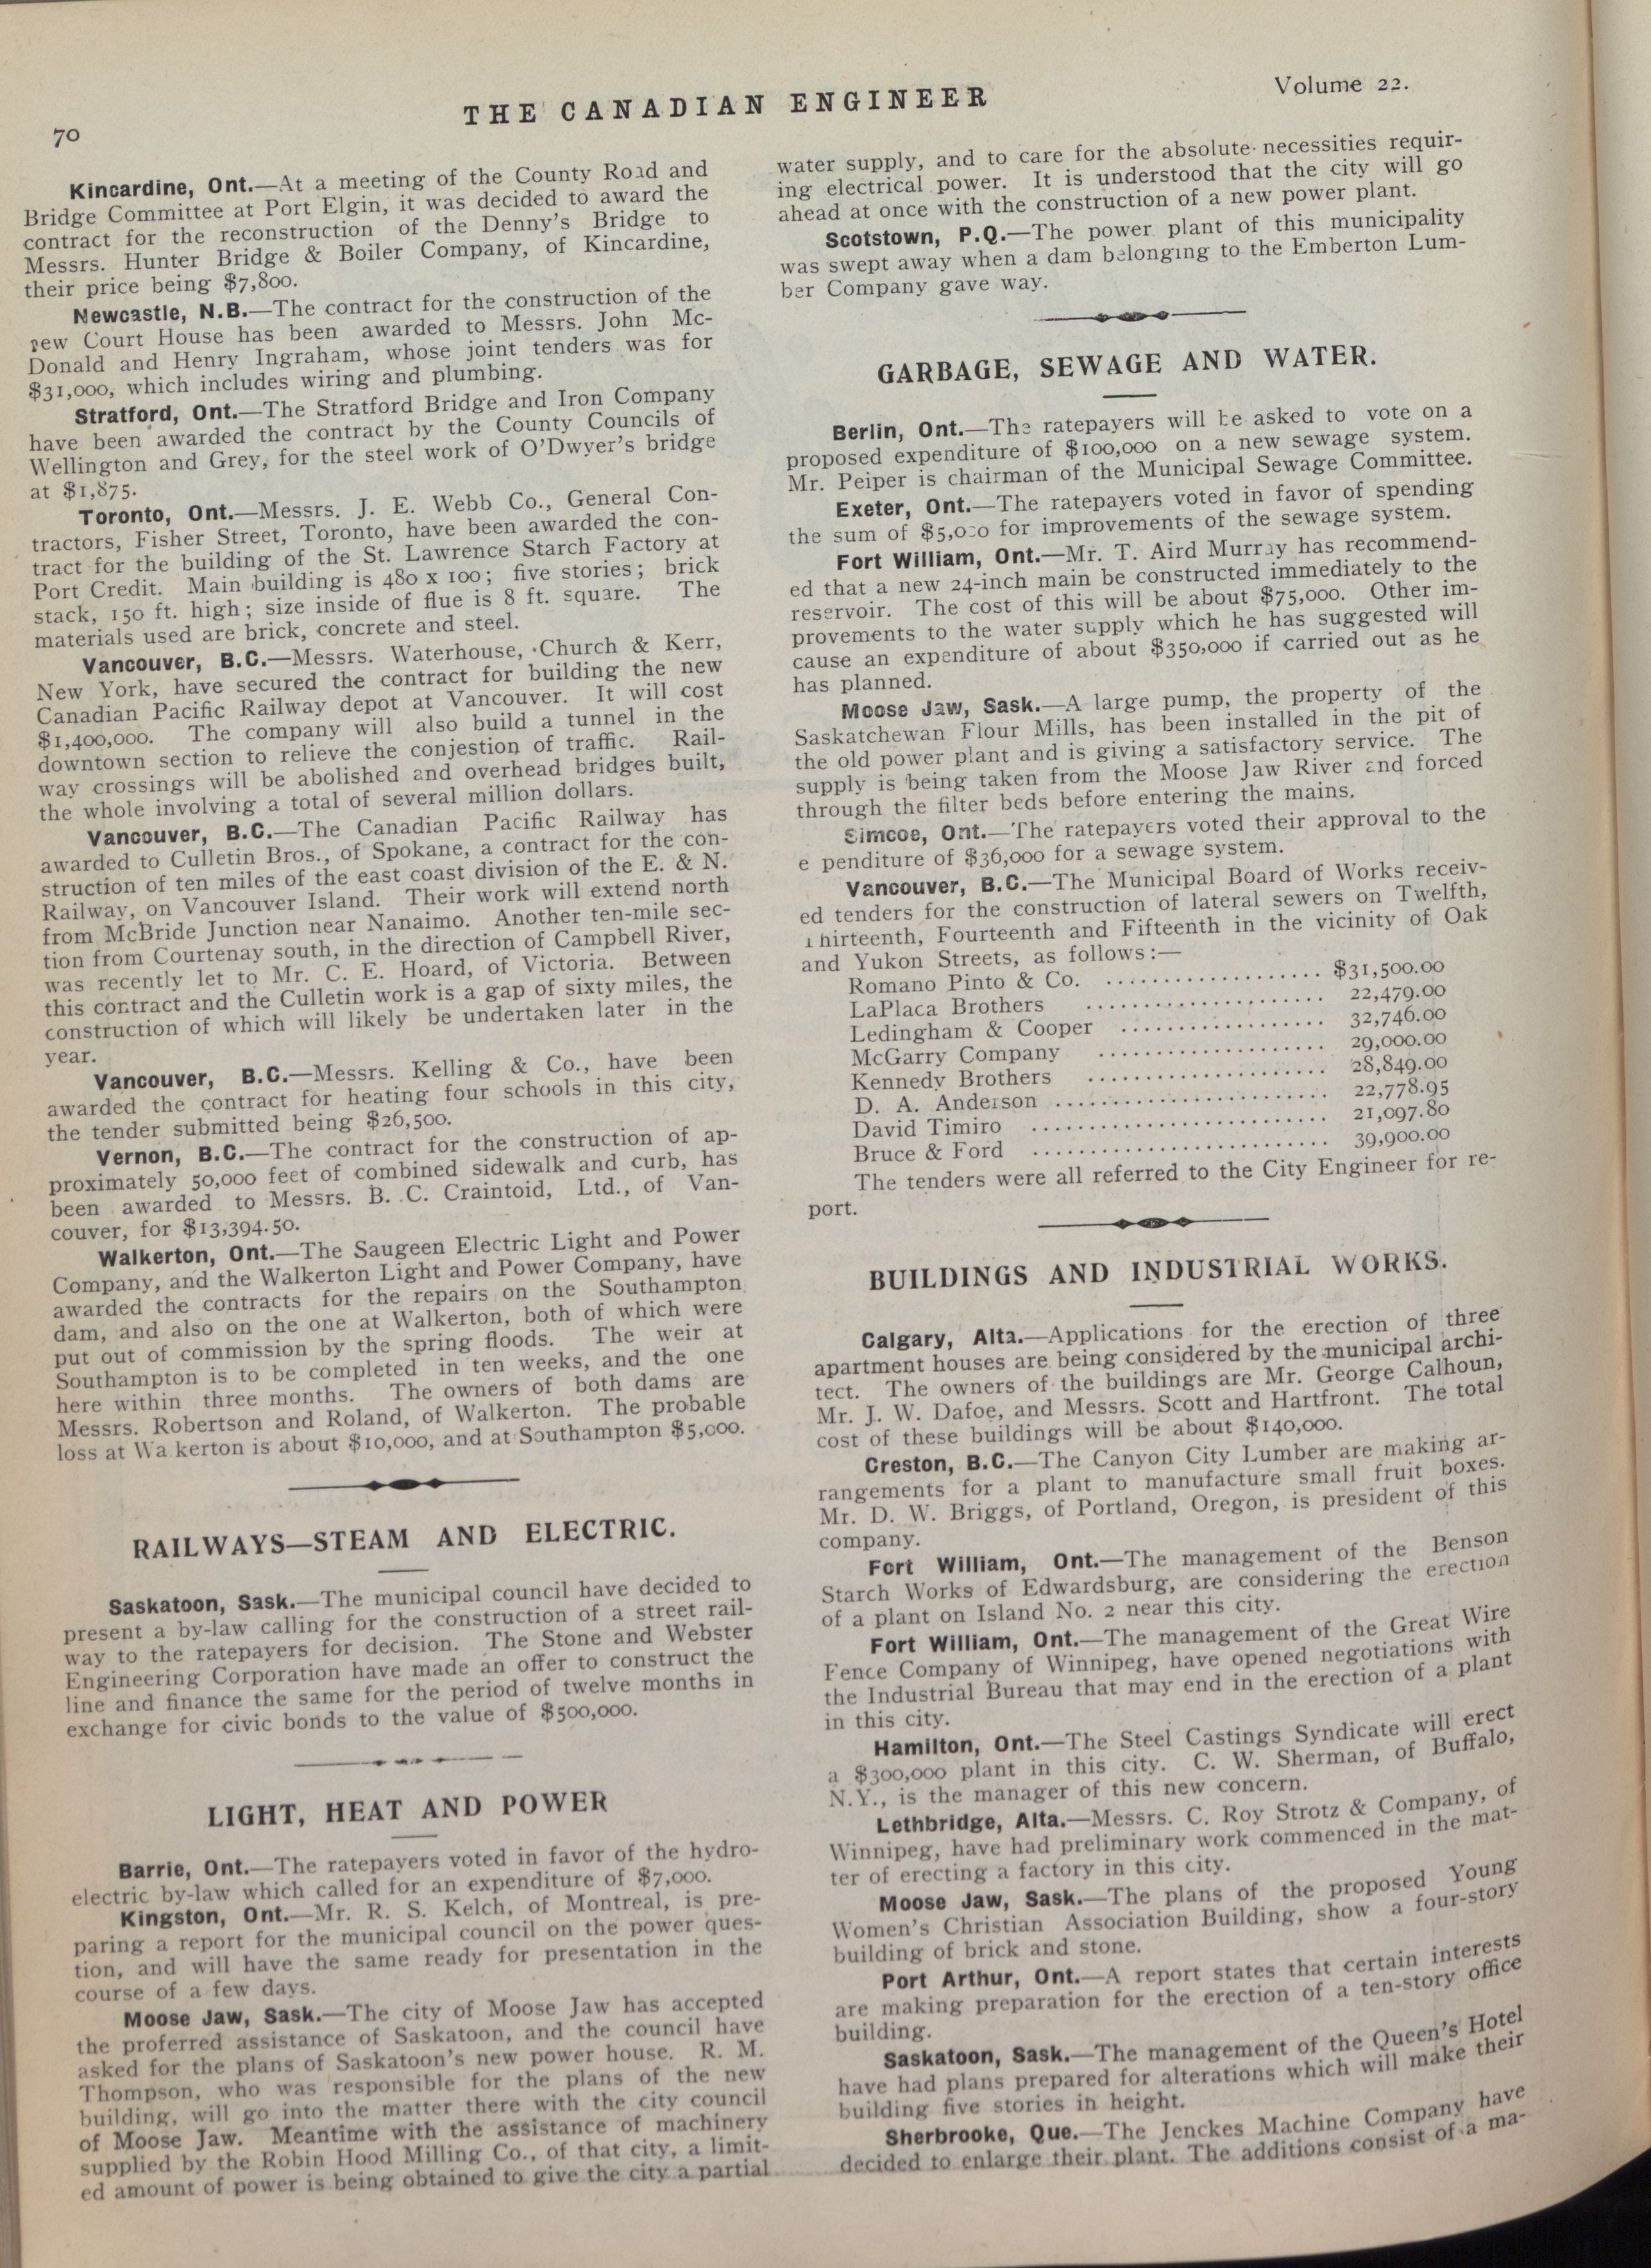 70
THE CANADIAN ENGINEER
Volume 22.
Kincardine, Ont.—At a meeting of the County Road and
Bridge Committee at Port Elgin, it was decided to award the
contract for the reconstruction of the Denny's Bridge to
Messrs. Hunter Bridge & Boiler Company, of Kincardine,
their price being $7,800.
Newcastle, N.B.—The contract for the construction of the
new Court House has been awarded to Messrs. John Mc-
Donald and Henry Ingraham, whose joint tenders was for
$31,000, which includes wiring and plumbing.
Stratford, Ont.—The Stratford Bridge and Iron Company
have been awarded the contract by the County Councils of
Wellington and Grey, for the steel work of O'Dwyer's bridge
at $1,875.
Toronto, Ont.—Messrs. J. E. Webb Co., General Con-
tractors, Fisher Street, Toronto, have been awarded the con-
tract for the building of the St. Lawrence Starch Factory at
Port Credit. Main building is 480 x 100; five stories; brick
stack, 150 ft. high; size inside of flue is 8 ft. square. The
materials used are brick, concrete and steel.
Vancouver, B.C.—Messrs. Waterhouse, Church & Kerr,
New York, have secured the contract for building the new
Canadian Pacific Railway depot at Vancouver. It will cost
$1,400,000. The company will also build a tunnel in the
downtown section to relieve the conjestion of traffic. Rail-
way crossings will be abolished and overhead bridges built,
the whole involving a total of several million dollars.
Vancouver, B.C.—The Canadian Pacific Railway has
awarded to Culletin Bros., of Spokane, a contract for the con-
struction of ten miles of the east coast division of the E. & N.
Railway, on Vancouver Island. Their work will extend north
from McBride Junction near Nanaimo. Another ten-mile sec-
tion from Courtenay south, in the direction of Campbell River,
was recently let to Mr. C. E. Hoard, of Victoria. Between
this contract and the Culletin work is a gap of sixty miles, the
construction of which will likely be undertaken later in the
year.
Vancouver, B.C.—Messrs. Kelling & Co., have been
awarded the contract for heating four schools in this city,
the tender submitted being $26,500.
Vernon, B.C.—The contract for the construction of ap-
proximately 50,000 feet of combined sidewalk and curb, has
been awarded to Messrs. B. C. Craintoid, Ltd., of Van-
couver, for $13,394.50.
Walkerton, Ont.—The Saugeen Electric Light and Power
Company, and the Walkerton Light and Power Company, have
awarded the contracts for the repairs on the Southampton
dam, and also on the one at Walkerton, both of which were
put out of commission by the spring floods. The weir at
Southampton is to be completed in ten weeks, and the one
here within three months. The owners of both dams are
Messrs. Robertson and Roland, of Walkerton. The probable
loss at Wa kerton is about $10,000, and at Southampton $5,000.
RAILWAYS—STEAM AND ELECTRIC.
Saskatoon, Sask.—The municipal council have decided to
present a by-law calling for the construction of a street rail-
way to the ratepayers for decision. The Stone and Webster
Engineering Corporation have made an offer to construct the
line and finance the same for the period of twelve months in
exchange for civic bonds to the value of $500,000.
LIGHT, HEAT AND POWER
Barrie, Ont.—The ratepayers voted in favor of the hydro-
electric by-law which called for an expenditure of $7,000.
Kingston, Ont.—Mr. R. S. Kelch, of Montreal, is pre-
paring a report for the municipal council on the power ques-
tion, and will have the same ready for presentation in the
course of a few days.
Moose Jaw, Sask.—The city of Moose Jaw has accepted
the proferred assistance of Saskatoon, and the council have
asked for the plans of Saskatoon's new power house. R. M.
Thompson, who was responsible for the plans of the new
building, will go into the matter there with the city council
of Moose Jaw. Meantime with the assistance of machinery
supplied by the Robin Hood Milling Co., of that city, a limit-
ed amount of power is being obtained to give the city a partial
water supply, and to care for the absolute necessities requir-
ing electrical power. It is understood that the city will go
ahead at once with the construction of a new power plant.
Scotstown, P.Q.—The power plant of this municipality
was swept away when a dam belonging to the Emberton Lum-
ber Company gave way.
GARBAGE, SEWAGE AND WATER.
Berlin, Ont.—The ratepayers will be asked to vote on a
proposed expenditure of $100,000 on a new sewage system.
Mr. Peiper is chairman of the Municipal Sewage Committee.
Exeter, Ont.—The ratepayers voted in favor of spending
the sum of $5,000 for improvements of the sewage system.
Fort William, Ont.—Mr. T. Aird Murray has recommend-
ed that a new 24-inch main be constructed immediately to the
reservoir. The cost of this will be about $75,000. Other im-
provements to the water supply which he has suggested will
cause an expenditure of about $350,000 if carried out as he
has planned.
Moose Jaw, Sask.—A large pump, the property of the
Saskatchewan Flour Mills, has been installed in the pit of
the old power plant and is giving a satisfactory service. The
supply is being taken from the Moose Jaw River and forced
through the filter beds before entering the mains.
Simcoe, Ont.—The ratepayers voted their approval to the
e penditure of $36,000 for a sewage system.
Vancouver, B.C.—The Municipal Board of Works receiv-
ed tenders for the construction of lateral sewers on Twelfth,
Thirteenth, Fourteenth and Fifteenth in the vicinity of Oak
and Yukon Streets, as follows:—
Romano Pinto & Co. .................... $31,500.00
LaPlaca Brothers ...................... 22,479.00
Ledingham & Cooper .................. 32,746.00
McGarry Company ..................... 29,000.00
Kennedy Brothers ...................... 28,849.00
D. A. Anderson ......................... 22,778.95
David Timiro ........................... 21,097.80
Bruce & Ford ........................... 39,900.00
The tenders were all referred to the City Engineer for re-
port.
BUILDINGS AND INDUSTRIAL WORKS.
Calgary, Alta.—Applications for the erection of three
apartment houses are being considered by the municipal archi-
tect. The owners of the buildings are Mr. George Calhoun,
Mr. J. W. Dafoe, and Messrs. Scott and Hartfront. The total
cost of these buildings will be about $140,000.
Creston, B.C.—The Canyon City Lumber are making ar-
rangements for a plant to manufacture small fruit boxes.
Mr. D. W. Briggs, of Portland, Oregon, is president of this
company.
Fort William, Ont.—The management of the Benson
Starch Works of Edwardsburg, are considering the erection
of a plant on Island No. 2 near this city.
Fort William, Ont.—The management of the Great Wire
Fence Company of Winnipeg, have opened negotiations with
the Industrial Bureau that may end in the erection of a plant
in this city.
Hamilton, Ont.—The Steel Castings Syndicate will erect
a $300,000 plant in this city. C. W. Sherman, of Buffalo,
N.Y., is the manager of this new concern.
Lethbridge, Alta.—Messrs. C. Roy Strotz & Company, of
Winnipeg, have had preliminary work commenced in the mat-
ter of erecting a factory in this city.
Moose Jaw, Sask.—The plans of the proposed Young
Women's Christian Association Building, show a four-story
building of brick and stone.
Port Arthur, Ont.—A report states that certain interests
are making preparation for the erection of a ten-story office
building.
Saskatoon, Sask.—The management of the Queen's Hotel
have had plans prepared for alterations which will make their
building five stories in height.
Sherbrooke, Que.—The Jenckes Machine Company have
decided to enlarge their plant. The additions consist of a ma-